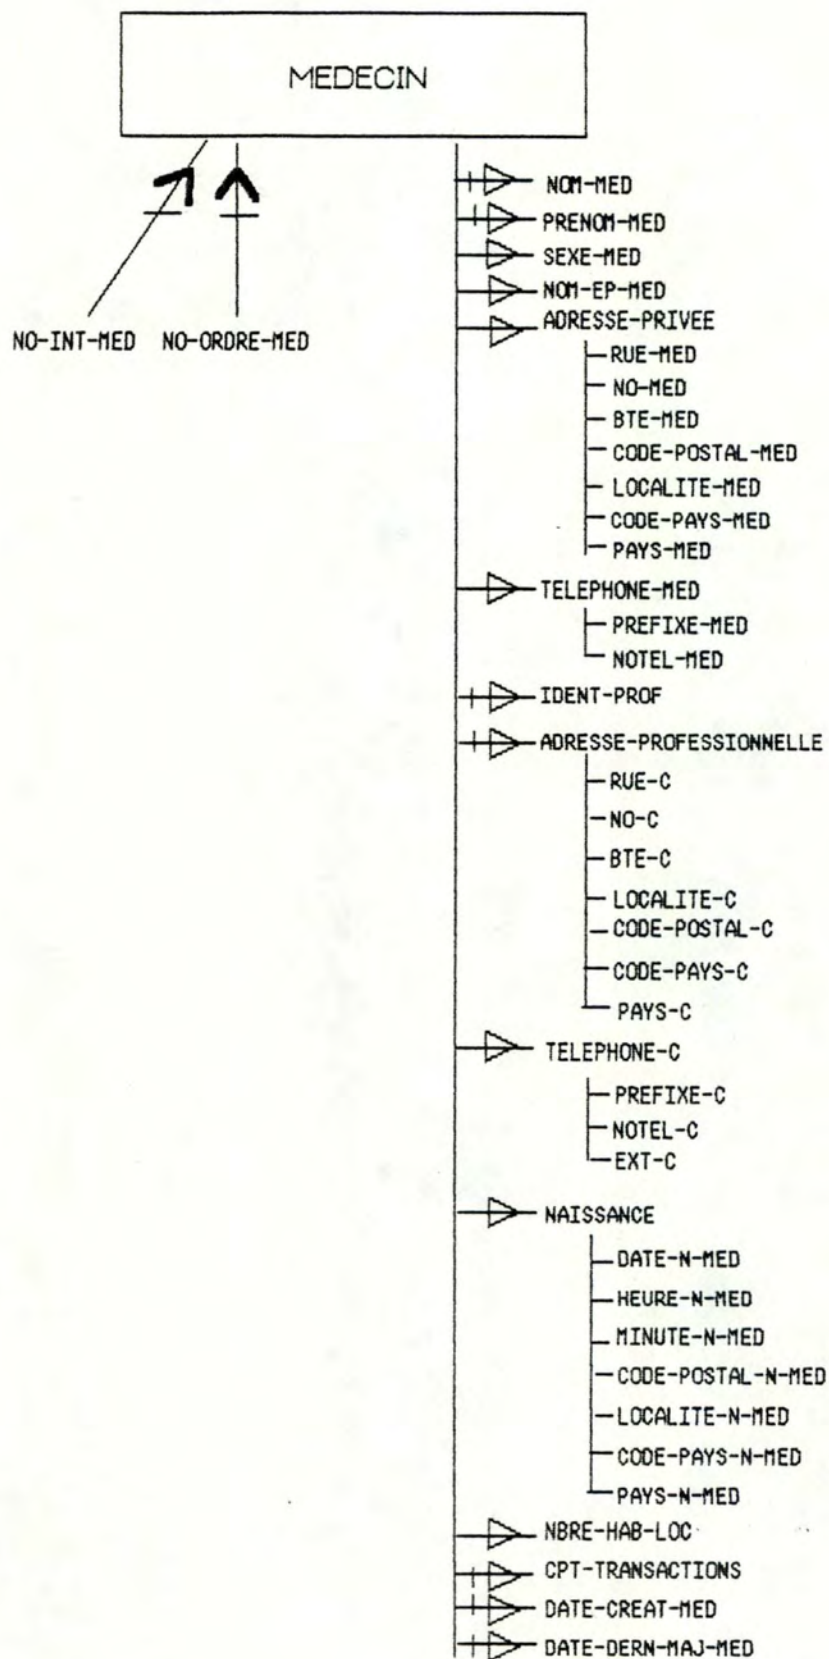 MEDECIN
NO-INT-MED NO-ORDRE-MED
NOM-MED
PRENOM-MED
SEXE-MED
NOM-EP-MED
ADRESSE-PRIVEE
RUE-MED
NO-MED
BTE-MED
CODE-POSTAL-MED
LOCALITE-MED
CODE-PAYS-MED
PAYS-MED
TELEPHONE-MED
PREFIXE-MED
NOTEL-MED
IDENT-PROF
ADRESSE-PROFESSIONNELLE
RUE-C
NO-C
BTE-C
LOCALITE-C
CODE-POSTAL-C
CODE-PAYS-C
PAYS-C
TELEPHONE-C
PREFIXE-C
NOTEL-C
EXT-C
NAISSANCE
DATE-N-MED
HEURE-N-MED
MINUTE-N-MED
CODE-POSTAL-N-MED
LOCALITE-N-MED
CODE-PAYS-N-MED
PAYS-N-MED
NBRE-HAB-LOC
CPT-TRANSACTIONS
DATE-CREAT-MED
DATE-DERN-MAJ-MED